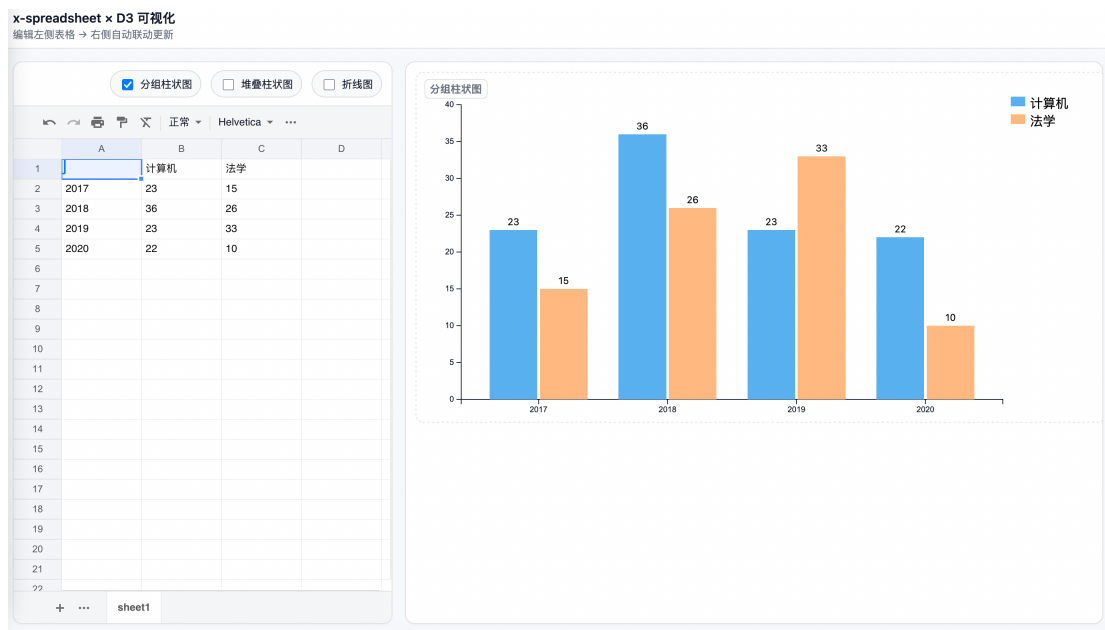 x-spreadsheet × D3 可视化
编辑左侧表格 → 右侧自动联动更新
分组柱状图 堆叠柱状图 折线图
正常 Helvetica
A B C D
1 计算机 法学
2 2017 23 15
3 2018 36 26
4 2019 23 33
5 2020 22 10
6
7
8
9
10
11
12
13
14
15
16
17
18
19
20
21
22
+ ··· sheet1
分组柱状图
计算机
法学
40
35
30
25
20
15
10
5
0
23 15 36 26 23 33 22 10
2017 2018 2019 2020